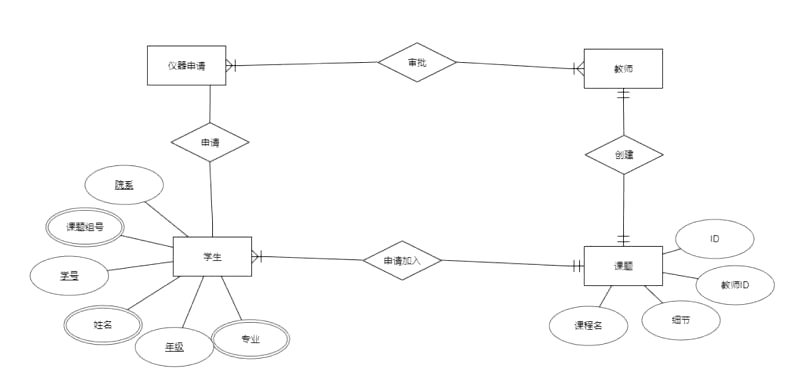 仪器申请
审批
教师
申请
创建
院系
课题组号
学生
学号
姓名
年级
专业
申请加入
课题
ID
教师ID
细节
课程名